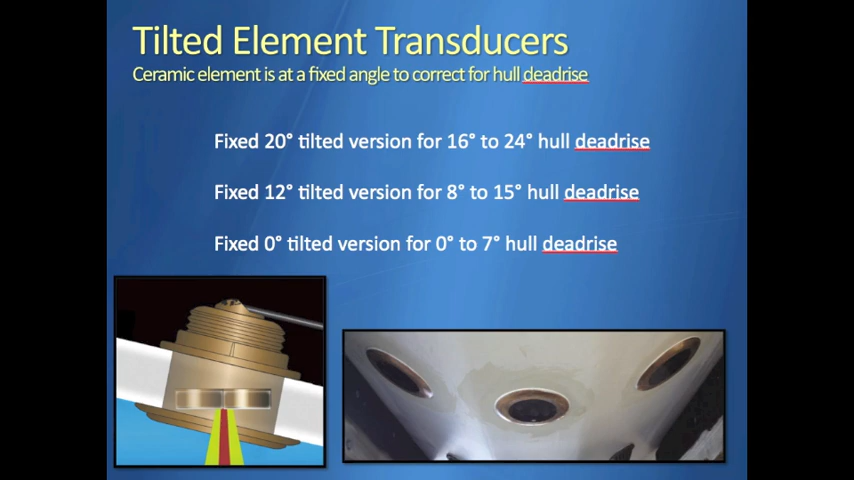 Tilted Element Transducers
Ceramic element is at a fixed angle to correct for hull deadrise
Fixed 20° tilted version for 16° to 24° hull deadrise
Fixed 12° tilted version for 8° to 15° hull deadrise
Fixed 0° tilted version for 0° to 7° hull deadrise